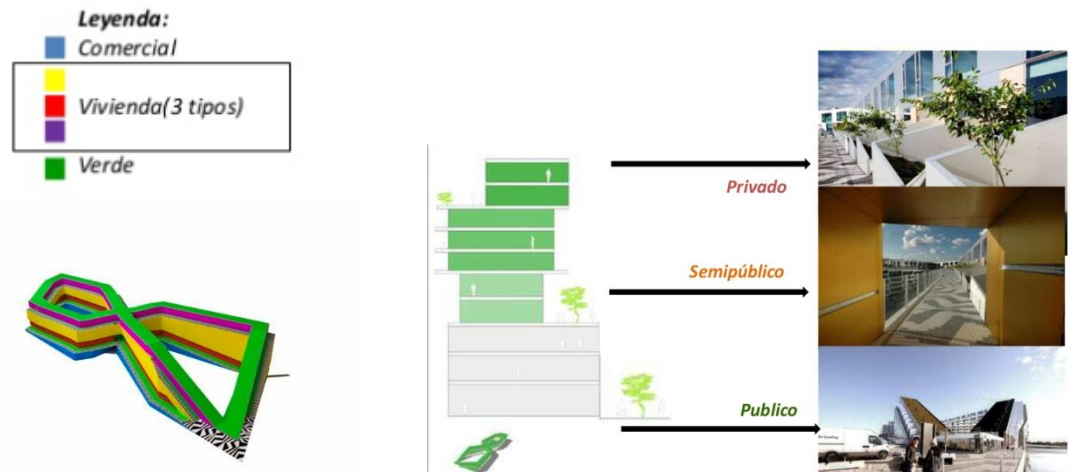 Leyenda:
Comercial
Vivienda(3 tipos)
Verde
Privado
Semipúblico
Publico